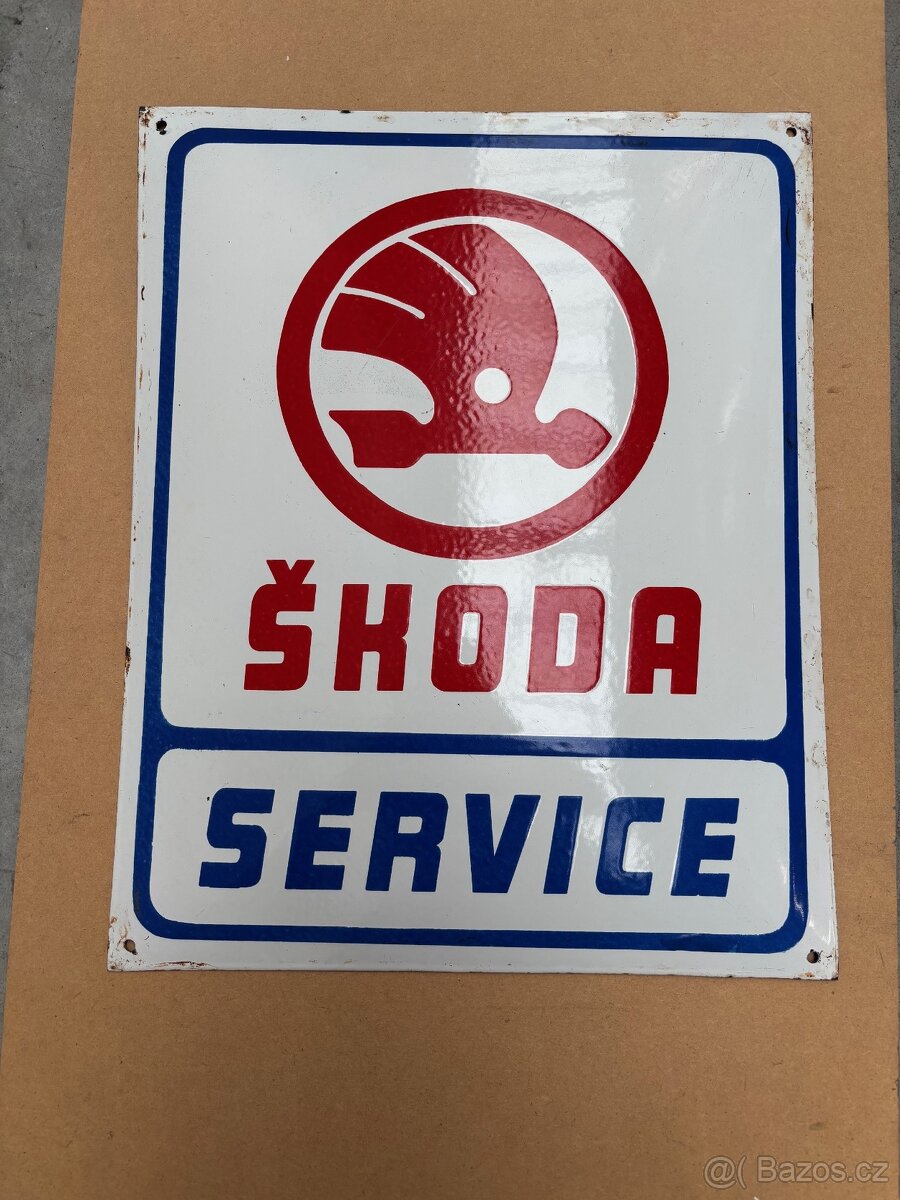 ŠKODA
SERVICE
@( Bazos.cz